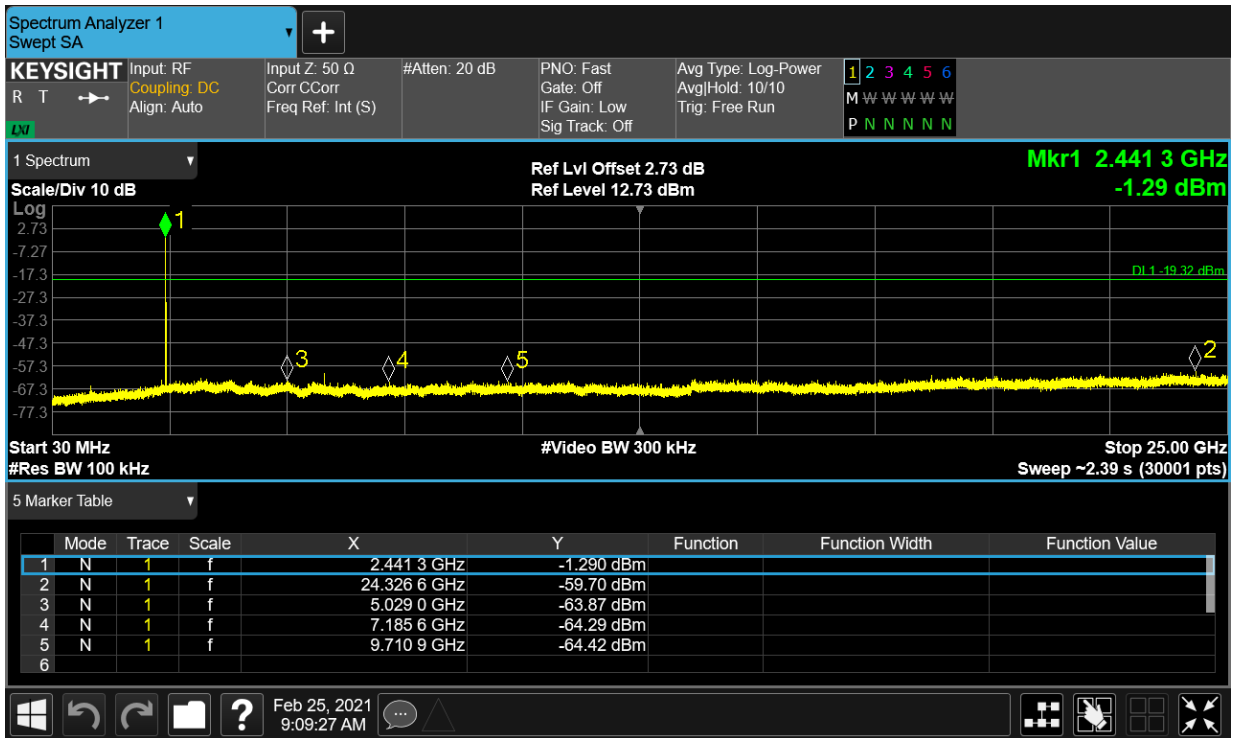 Spectrum Analyzer 1
Swept SA
+
KEYSIGHT
R T
LXI
Input: RF
Coupling: DC
Align: Auto
Input Z: 50 Ω
Corr CCorr
Freq Ref: Int (S)
#Atten: 20 dB
PNO: Fast
Gate: Off
IF Gain: Low
Sig Track: Off
Avg Type: Log-Power
Avg|Hold: 10/10
Trig: Free Run
1 2 3 4 5 6
M W W W W W
P N N N N N
1 Spectrum
Scale/Div 10 dB
Log
Ref Lvl Offset 2.73 dB
Ref Level 12.73 dBm
Mkr1 2.441 3 GHz
-1.29 dBm
2.73
-7.27
-17.3
-27.3
-37.3
-47.3
-57.3
-67.3
-77.3
1
DL1 -19.32 dBm
3
4
5
2
Start 30 MHz
#Res BW 100 kHz
#Video BW 300 kHz
Stop 25.00 GHz
Sweep ~2.39 s (30001 pts)
5 Marker Table
Mode Trace Scale X Y Function Function Width Function Value
1 N 1 f 2.441 3 GHz -1.290 dBm
2 N 1 f 24.326 6 GHz -59.70 dBm
3 N 1 f 5.029 0 GHz -63.87 dBm
4 N 1 f 7.185 6 GHz -64.29 dBm
5 N 1 f 9.710 9 GHz -64.42 dBm
6
?
Feb 25, 2021
9:09:27 AM